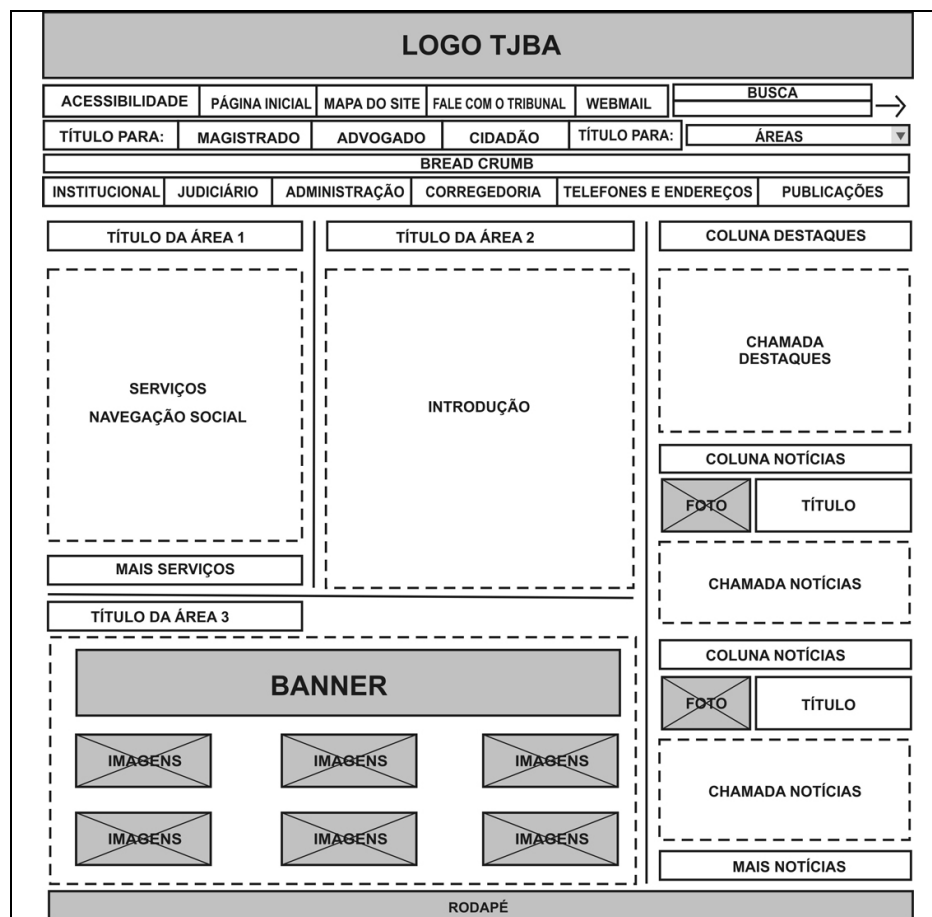 LOGO TJBA
ACESSIBILIDADE PÁGINA INICIAL MAPA DO SITE FALE COM O TRIBUNAL WEBMAIL BUSCA
TÍTULO PARA: MAGISTRADO ADVOGADO CIDADÃO TÍTULO PARA: ÁREAS
BREAD CRUMB
INSTITUCIONAL JUDICIÁRIO ADMINISTRAÇÃO CORREGEDORIA TELEFONES E ENDEREÇOS PUBLICAÇÕES
TÍTULO DA ÁREA 1
SERVIÇOS
NAVEGAÇÃO SOCIAL
MAIS SERVIÇOS
TÍTULO DA ÁREA 2
INTRODUÇÃO
TÍTULO DA ÁREA 3
BANNER
IMAGENS IMAGENS IMAGENS
IMAGENS IMAGENS IMAGENS
COLUNA DESTAQUES
CHAMADA
DESTAQUES
COLUNA NOTÍCIAS
FOTO TÍTULO
CHAMADA NOTÍCIAS
COLUNA NOTÍCIAS
FOTO TÍTULO
CHAMADA NOTÍCIAS
MAIS NOTÍCIAS
RODAPÉ